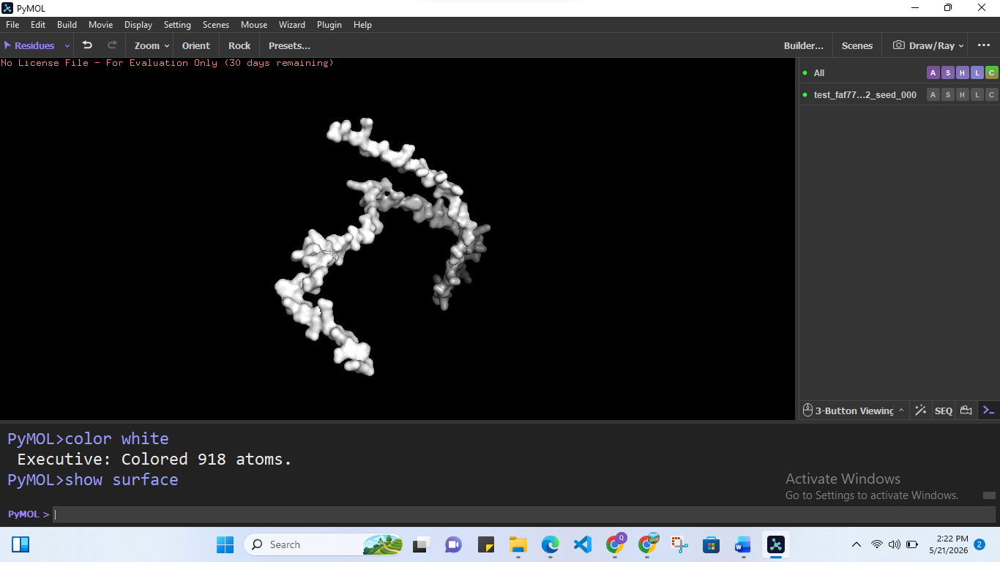 PyMOL
File Edit Build Movie Display Setting Scenes Mouse Wizard Plugin Help
Residues Zoom Orient Rock Presets... Builder... Scenes Draw/Ray
No License File - For Evaluation Only (30 days remaining)
All A S H L C
test_faf77...2_seed_000 A S H L C
3-Button Viewing SEQ
PyMOL>color white
Executive: Colored 918 atoms.
PyMOL>show surface
Activate Windows
Go to Settings to activate Windows.
PyMOL >
Search
Q
2:22 PM
5/21/2026
2